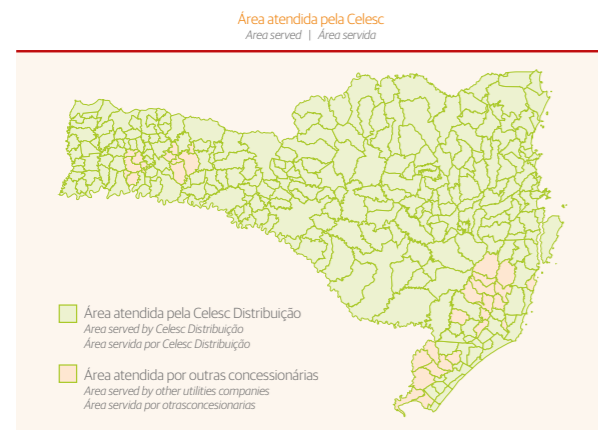 Área atendida pela Celesc
Area served | Área servida
Área atendida pela Celesc Distribuição
Area served by Celesc Distribuição
Área servida por Celesc Distribuição
Área atendida por outras concessionárias
Area served by other utilities companies
Área servida por otrasconcesionarias